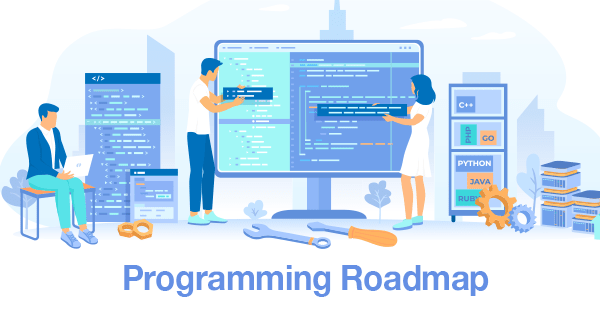 </>
C++
PHP
GO
PYTHON
JAVA
RUBY
Programming Roadmap